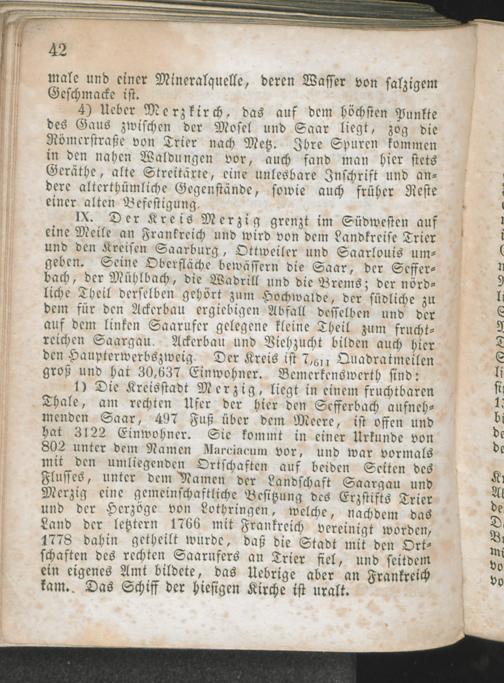 42
male und einer Mineralquelle, deren Wasser von salzigem
Geschmacke ist.
4) Ueber Merzkirch, das auf dem höchsten Punkte
des Gaus zwischen der Mosel und Saar liegt, zog die
Römerstraße von Trier nach Metz. Ihre Spuren kommen
in den nahen Waldungen vor, auch fand man hier stets
Geräthe, alte Streitäxte, eine unlesbare Inschrift und an-
dere alterthümliche Gegenstände, sowie auch früher Reste
einer alten Befestigung.
IX. Der Kreis Merzig grenzt im Südwesten auf
eine Meile an Frankreich und wird von dem Landkreise Trier
und den Kreisen Saarburg, Ottweiler und Saarlouis um-
geben. Seine Oberfläche bewässern die Saar, der Seffer-
bach, der Mühlbach, die Wadrill und die Brems; der nörd-
liche Theil derselben gehört zum Hochwalde, der südliche zu
dem für den Ackerbau ergiebigen Abfall desselben und der
auf dem linken Saarufer gelegene kleine Theil zum frucht-
reichen Saargau. Ackerbau und Viehzucht bilden auch hier
den Haupterwerbszweig. Der Kreis ist 7,611 Quadratmeilen
groß und hat 30,637 Einwohner. Bemerkenswerth sind:
1) Die Kreisstadt Merzig, liegt in einem fruchtbaren
Thale, am rechten Ufer der hier den Sefferbach aufneh-
menden Saar, 497 Fuß über dem Meere, ist offen und
hat 3122 Einwohner. Sie kommt in einer Urkunde von
802 unter dem Namen Marciacum vor, und war vormals
mit den umliegenden Ortschaften auf beiden Seiten des
Flusses, unter dem Namen der Landschaft Saargau und
Merzig eine gemeinschaftliche Besitzung des Erzstifts Trier
und der Herzöge von Lothringen, welche, nachdem das
Land der letztern 1766 mit Frankreich vereinigt worden,
1778 dahin getheilt wurde, daß die Stadt mit den Ort-
schaften des rechten Saarufers an Trier fiel, und seitdem
ein eigenes Amt bildete, das Uebrige aber an Frankreich
kam. Das Schiff der hiesigen Kirche ist uralt.